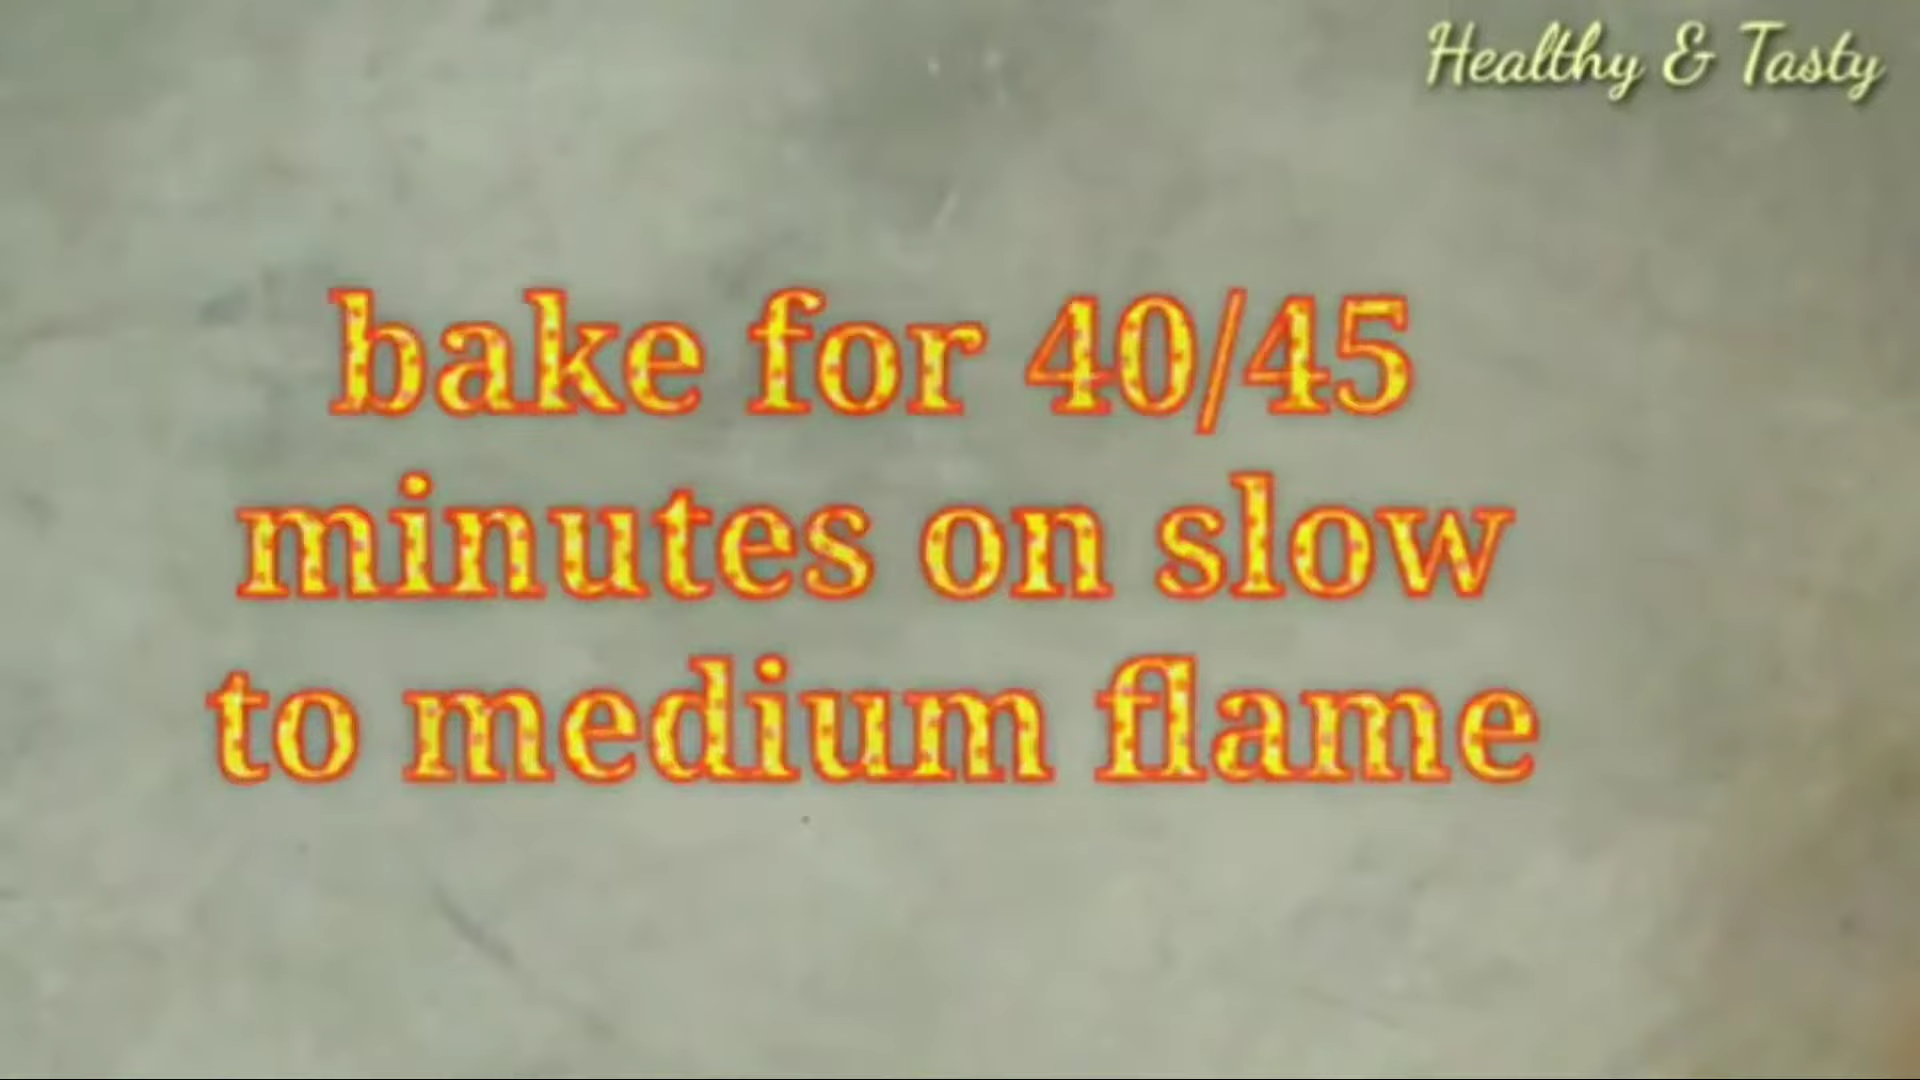 Healthy & Tasty
bake for 40/45
minutes on slow
to medium flame